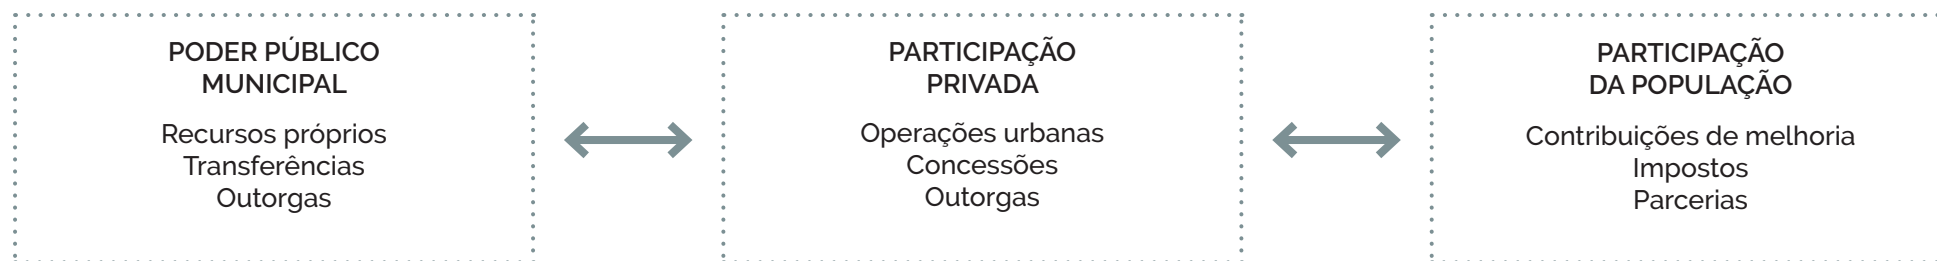 PODER PÚBLICO
MUNICIPAL
Recursos próprios
Transferências
Outorgas
PARTICIPAÇÃO
PRIVADA
Operações urbanas
Concessões
Outorgas
PARTICIPAÇÃO
DA POPULAÇÃO
Contribuições de melhoria
Impostos
Parcerias